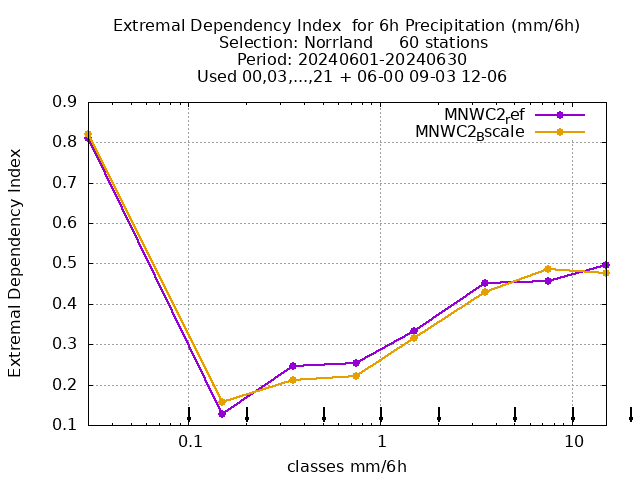 Extremal Dependency Index  for 6h Precipitation (mm/6h)
Selection: Norrland     60 stations
Period: 20240601-20240630
Used 00,03,...,21 + 06-00 09-03 12-06
MNWC2ref
MNWC2Bscale
Extremal Dependency Index
0.9
0.8
0.7
0.6
0.5
0.4
0.3
0.2
0.1
0.1 1 10
classes mm/6h